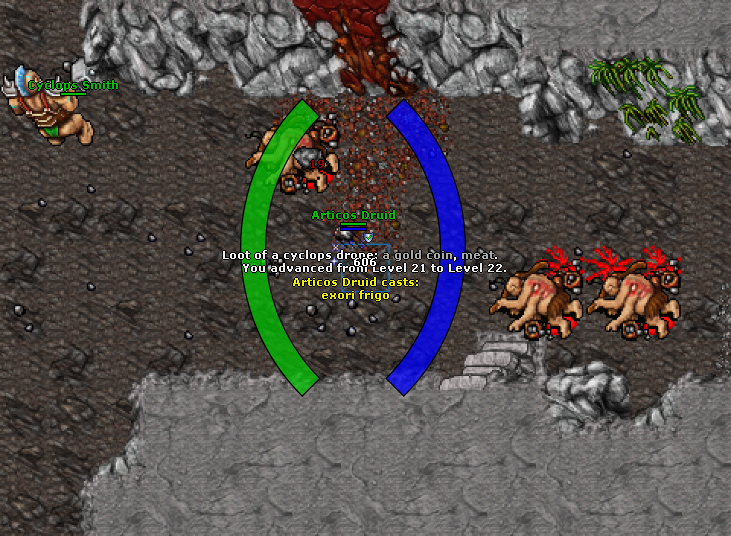 Cyclops Smith
19
Articos Druid
Loot of a cyclops drone: a gold coin, meat.
606
You advanced from Level 21 to Level 22.
Articos Druid casts:
exori frigo